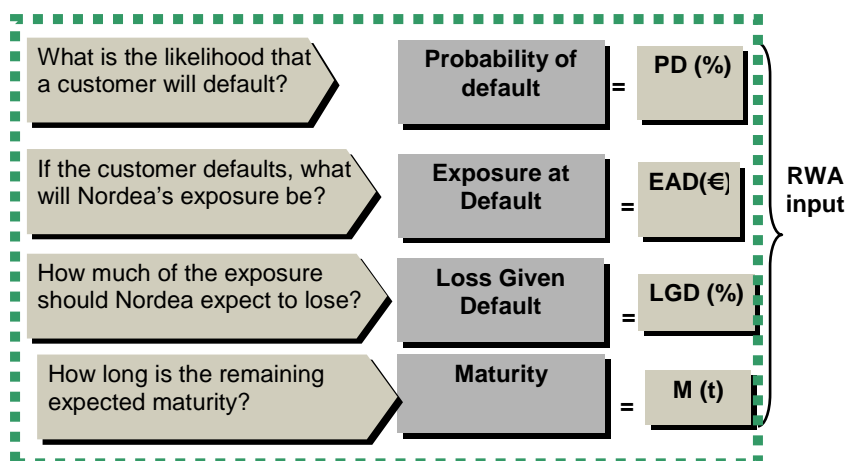 What is the likelihood that
a customer will default?
Probability of
default
=
PD (%)
If the customer defaults, what
will Nordea's exposure be?
Exposure at
Default
=
EAD(€)
How much of the exposure
should Nordea expect to lose?
Loss Given
Default
=
LGD (%)
How long is the remaining
expected maturity?
Maturity
=
M (t)
RWA
input